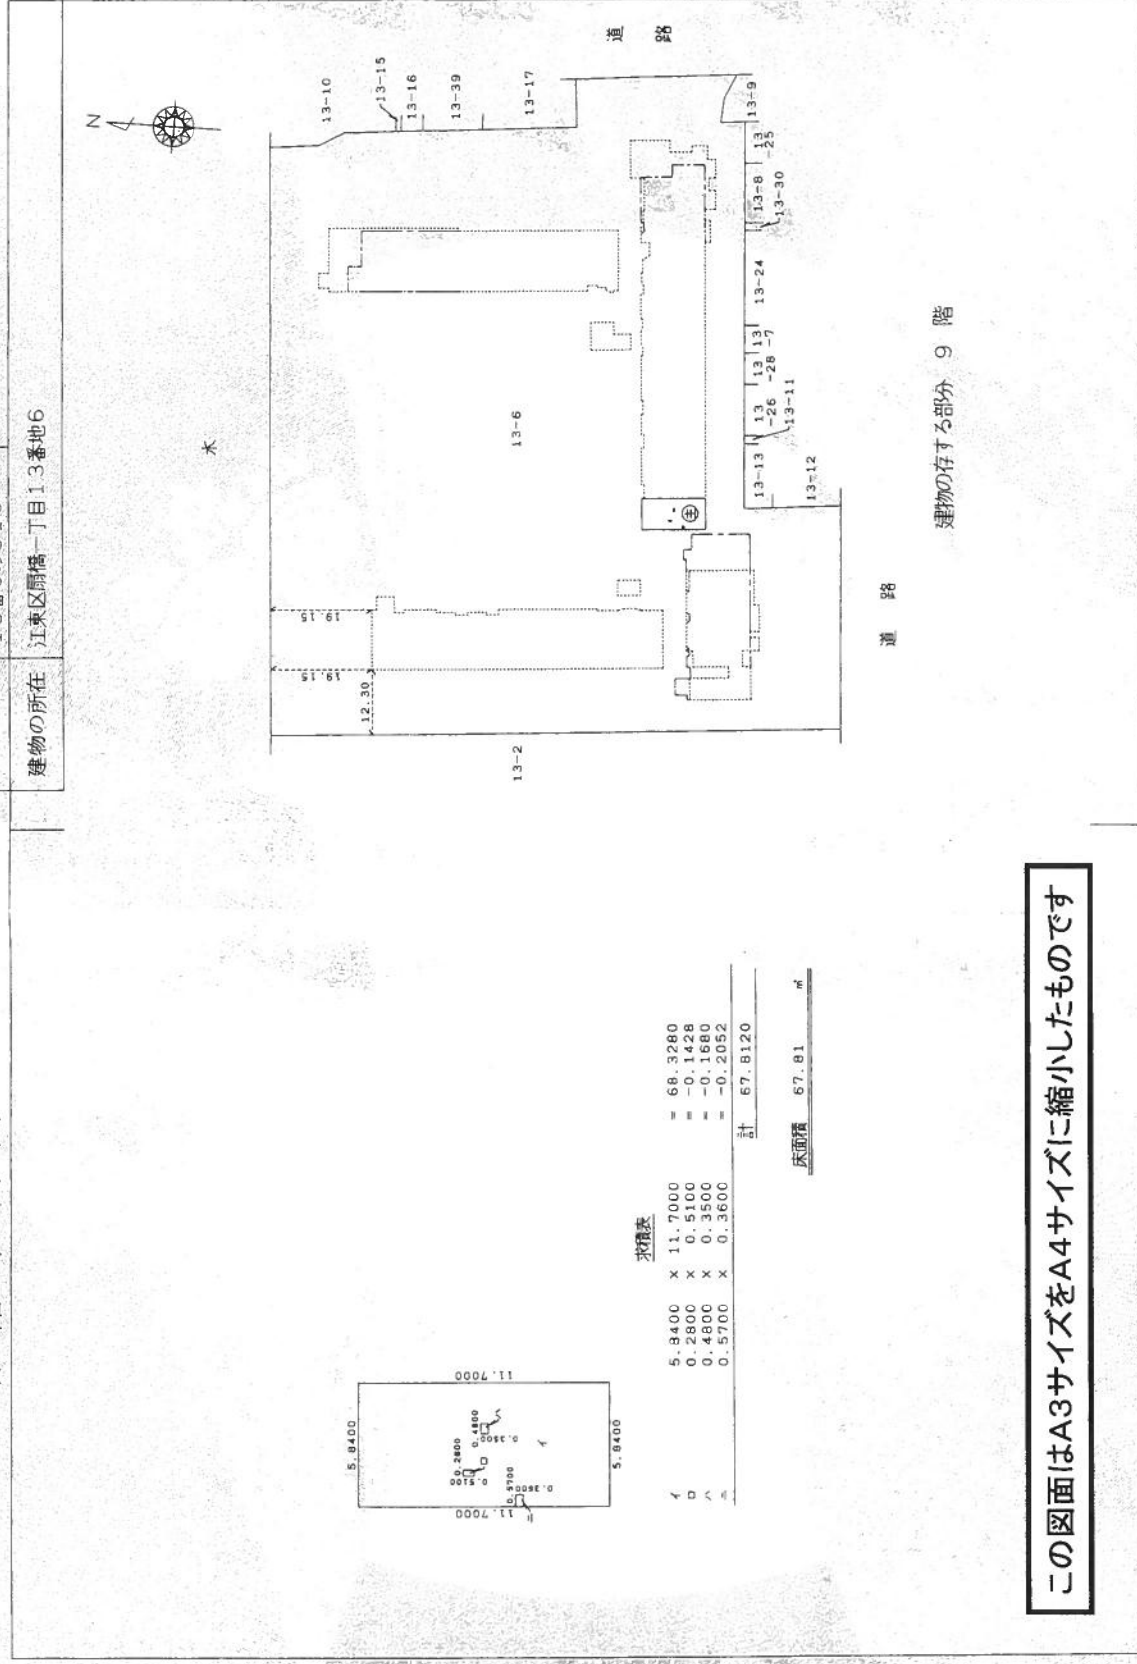 建物の所在 江東区扇橋一丁目13番地6
N
水
道路
13-10
13-15
13-16
13-39
13-17
13-6
13-2
19.15
19.15
12.30
主
13-9
13-25
13-8
13-30
13-24
13-7
13-28
13-26
13-11
13-13
13-12
道路
建物の存する部分 9 階
5.8400
11.7000
11.7000
5.8400
0.2800
0.5100
ロ
0.4800
0.3500
ハ
イ
0.5700
0.3600
ニ
求積表
イ 5.8400 × 11.7000 = 68.3280
ロ 0.2800 × 0.5100 = -0.1428
ハ 0.4800 × 0.3500 = -0.1680
ニ 0.5700 × 0.3600 = -0.2052
計 67.8120
床面積 67.81 ㎡
この図面はA3サイズをA4サイズに縮小したものです